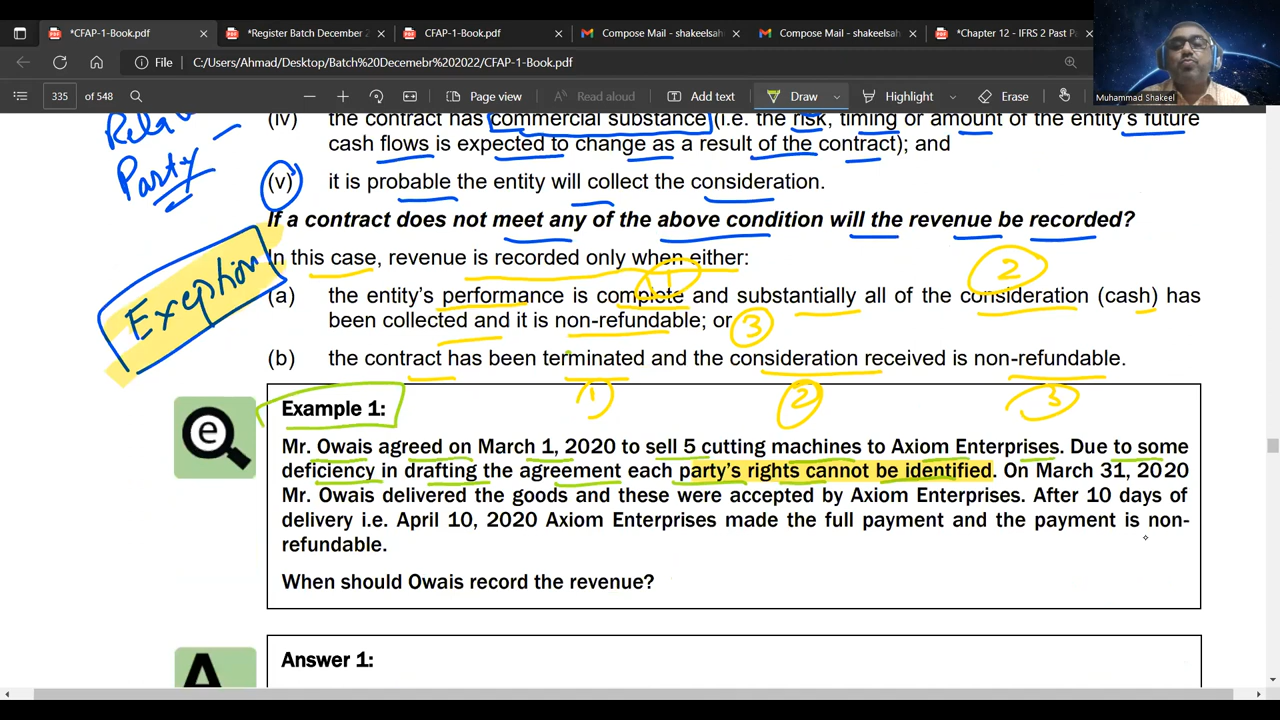 *CFAP-1-Book.pdf
*Register Batch December 2
CFAP-1-Book.pdf
Compose Mail - shakeelsa
Compose Mail - shakeelsah
*Chapter 12 - IFRS 2 Past Pa
File C:/Users/Ahmad/Desktop/Batch%20Decemebr%202022/CFAP-1-Book.pdf
335 of 548
Page view
Read aloud
Add text
Draw
Highlight
Erase
Muhammad Shakeel
(iv) the contract has commercial substance (i.e. the risk, timing or amount of the entity's future
cash flows is expected to change as a result of the contract); and
Party
(v) it is probable the entity will collect the consideration.
If a contract does not meet any of the above condition will the revenue be recorded?
Exeption
In this case, revenue is recorded only when either:
1
2
(a) the entity's performance is complete and substantially all of the consideration (cash) has
been collected and it is non-refundable; or
3
(b) the contract has been terminated and the consideration received is non-refundable.
1
2
3
e
Example 1:
Mr. Owais agreed on March 1, 2020 to sell 5 cutting machines to Axiom Enterprises. Due to some
deficiency in drafting the agreement each party's rights cannot be identified. On March 31, 2020
Mr. Owais delivered the goods and these were accepted by Axiom Enterprises. After 10 days of
delivery i.e. April 10, 2020 Axiom Enterprises made the full payment and the payment is non-
refundable.
When should Owais record the revenue?
A
Answer 1: